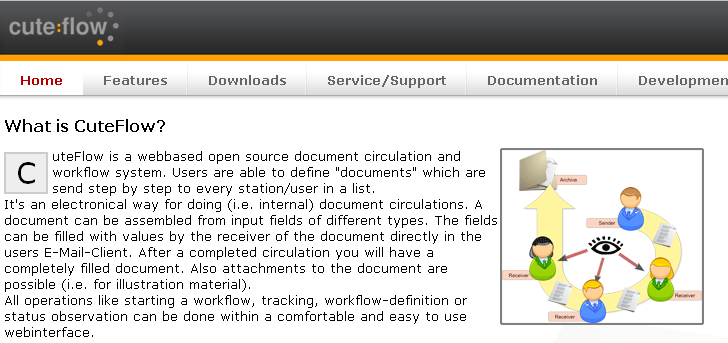 cute:flow
Home Features Downloads Service/Support Documentation Developmen
What is CuteFlow?
CuteFlow is a webbased open source document circulation and
workflow system. Users are able to define "documents" which are
send step by step to every station/user in a list.
It's an electronical way for doing (i.e. internal) document circulations. A
document can be assembled from input fields of different types. The fields
can be filled with values by the receiver of the document directly in the
users E-Mail-Client. After a completed circulation you will have a
completely filled document. Also attachments to the document are
possible (i.e. for illustration material).
All operations like starting a workflow, tracking, workflow-definition or
status observation can be done within a comfortable and easy to use
webinterface.
Archive
Sender
Receiver
Receiver
Receiver